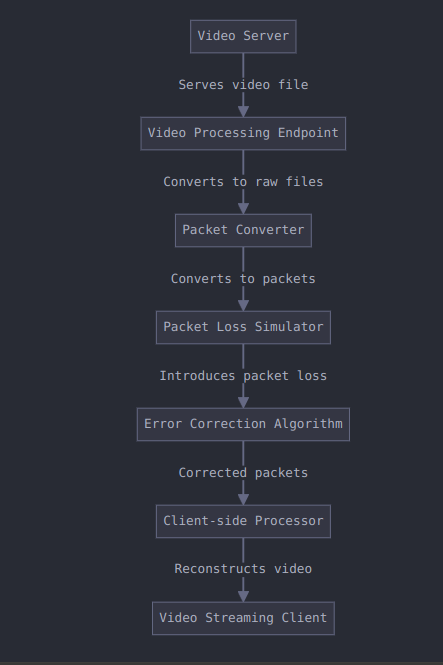 Video Server
Serves video file
Video Processing Endpoint
Converts to raw files
Packet Converter
Converts to packets
Packet Loss Simulator
Introduces packet loss
Error Correction Algorithm
Corrected packets
Client-side Processor
Reconstructs video
Video Streaming Client